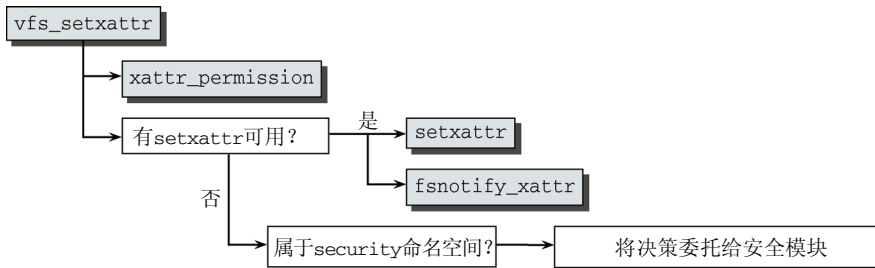 vfs_setxattr
xattr_permission
有setxattr可用？
是
setxattr
fsnotify_xattr
否
属于security命名空间？
将决策委托给安全模块